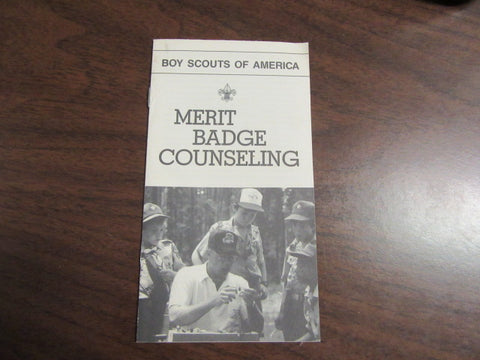 BOY SCOUTS OF AMERICA
MERIT
BADGE
COUNSELING